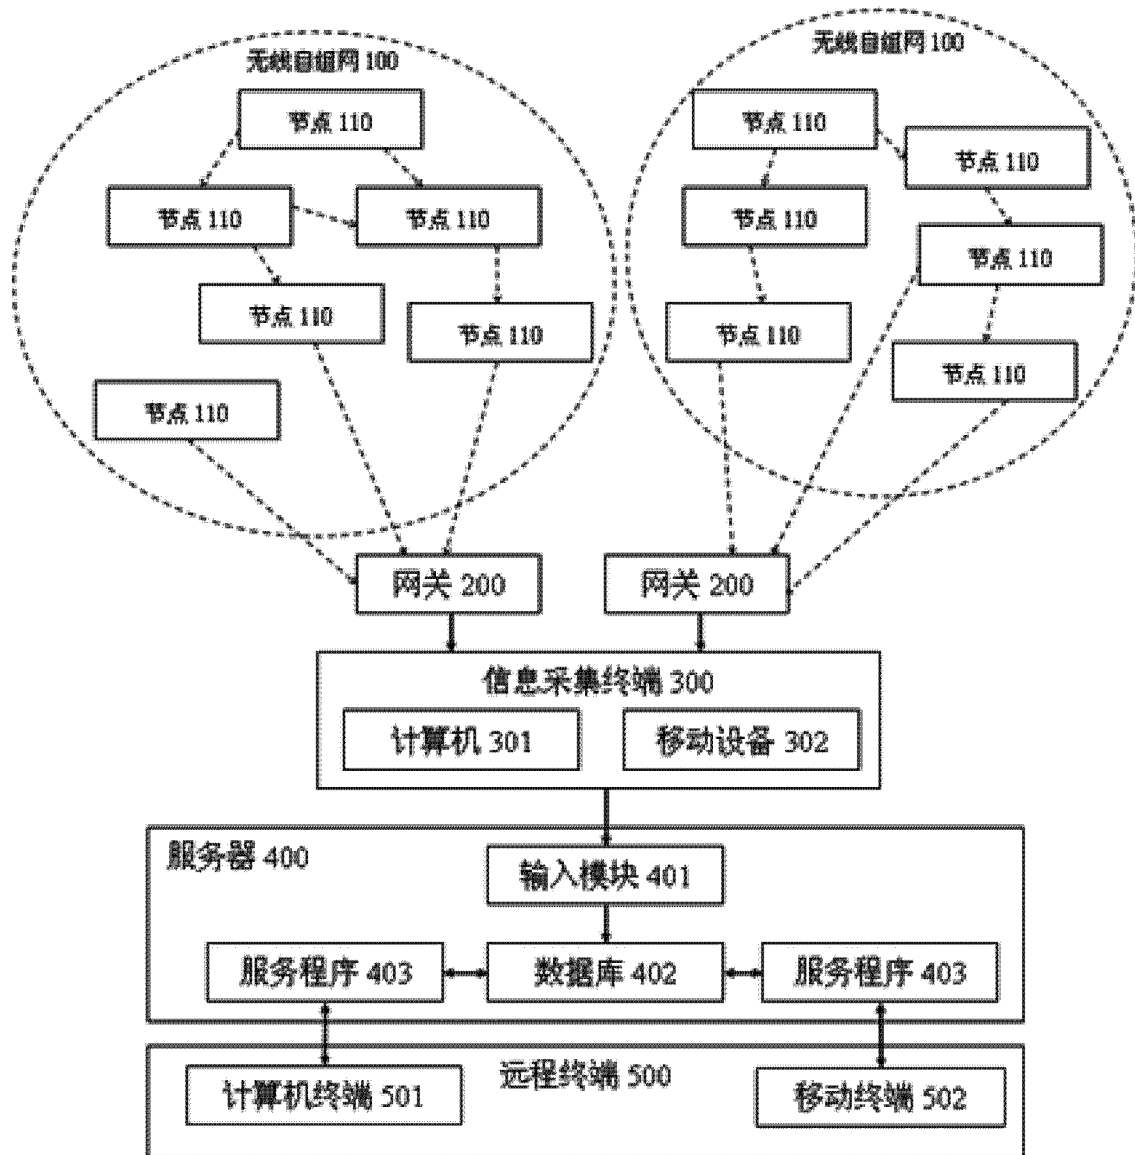 无线自组网 100
无线自组网 100
节点 110
节点 110
节点 110
节点 110
节点 110
节点 110
节点 110
节点 110
节点 110
节点 110
节点 110
节点 110
节点 110
网关 200
网关 200
信息采集终端 300
计算机 301
移动设备 302
服务器 400
输入模块 401
服务程序 403
数据库 402
服务程序 403
远程终端 500
计算机终端 501
移动终端 502